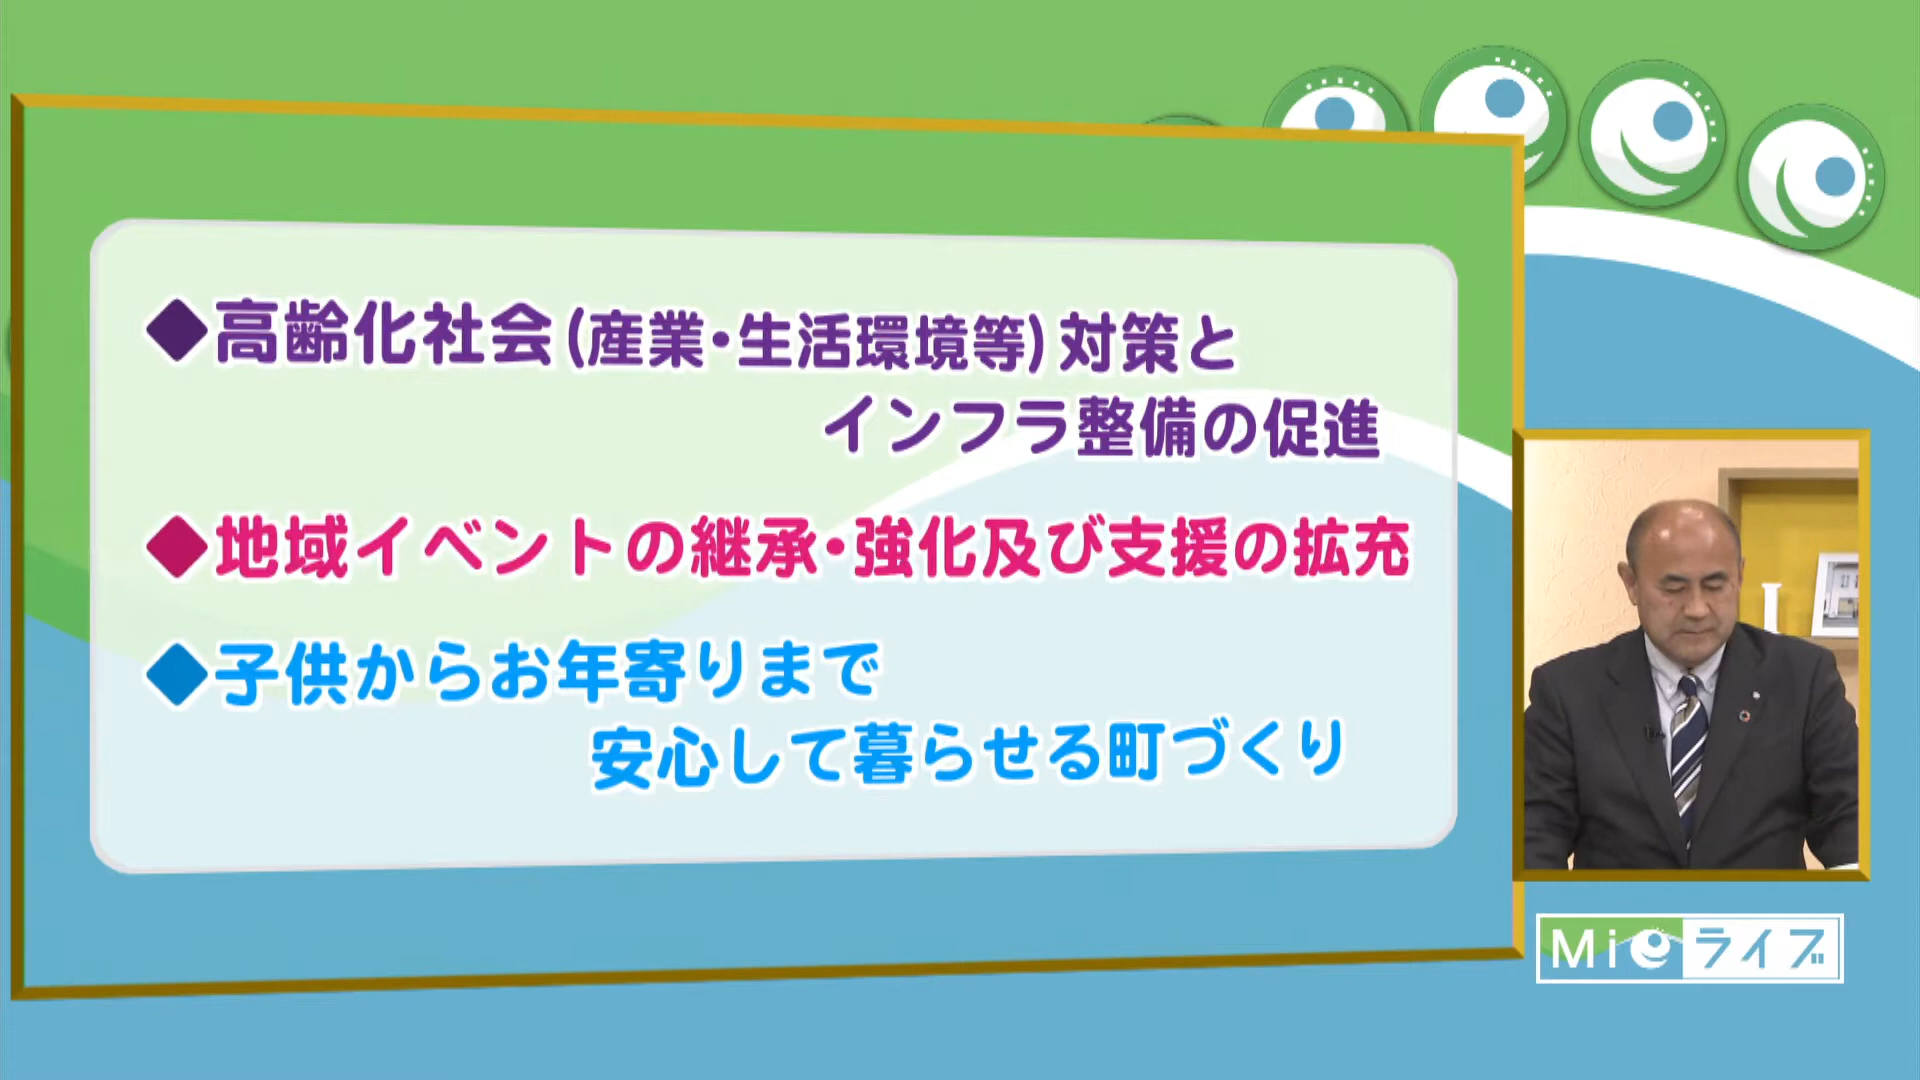 ◆高齢化社会(産業・生活環境等)対策と
インフラ整備の促進
◆地域イベントの継承・強化及び支援の拡充
◆子供からお年寄りまで
安心して暮らせる町づくり
Mieライブ